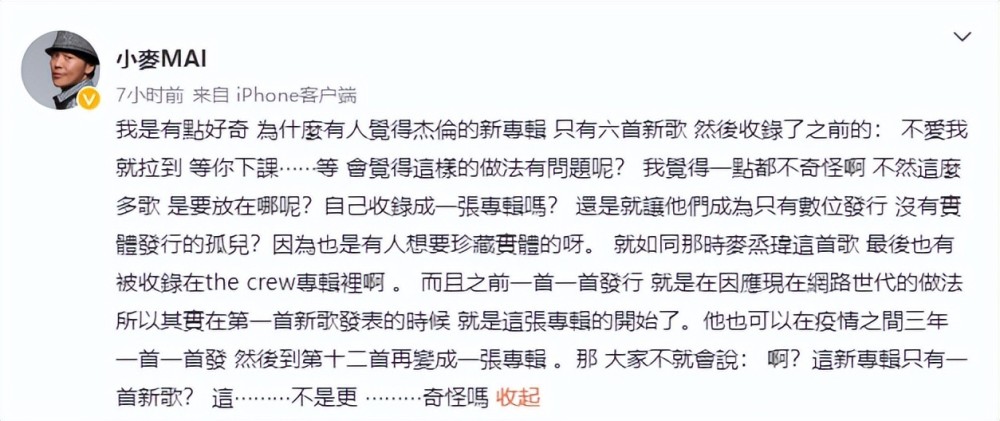 小麥MAI
7小时前 来自 iPhone客户端
我是有點好奇 為什麼有人覺得杰倫的新專輯 只有六首新歌 然後收錄了之前的： 不愛我
就拉到 等你下課⋯⋯等 會覺得這樣的做法有問題呢？ 我覺得一點都不奇怪啊 不然這麼
多歌 是要放在哪呢？自己收錄成一張專輯嗎？ 還是就讓他們成為只有數位發行 沒有實
體發行的孤兒？因為也是有人想要珍藏實體的呀。 就如同那時麥烝瑋這首歌 最後也有
被收錄在the crew專輯裡啊 。 而且之前一首一首發行 就是在因應現在網路世代的做法
所以其實在第一首新歌發表的時候 就是這張專輯的開始了。他也可以在疫情之間三年
一首一首發 然後到第十二首再變成一張專輯 。那 大家不就會說： 啊？這新專輯只有一
首新歌？ 這⋯⋯⋯不是更 ⋯⋯⋯奇怪嗎 收起